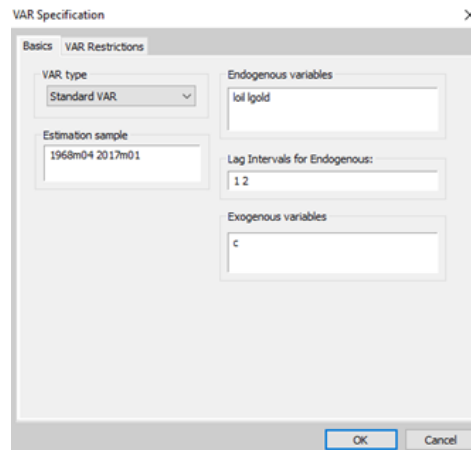 VAR Specification
Basics VAR Restrictions
VAR type
Standard VAR
Estimation sample
1968m04 2017m01
Endogenous variables
loil lgold
Lag Intervals for Endogenous:
1 2
Exogenous variables
c
OK Cancel